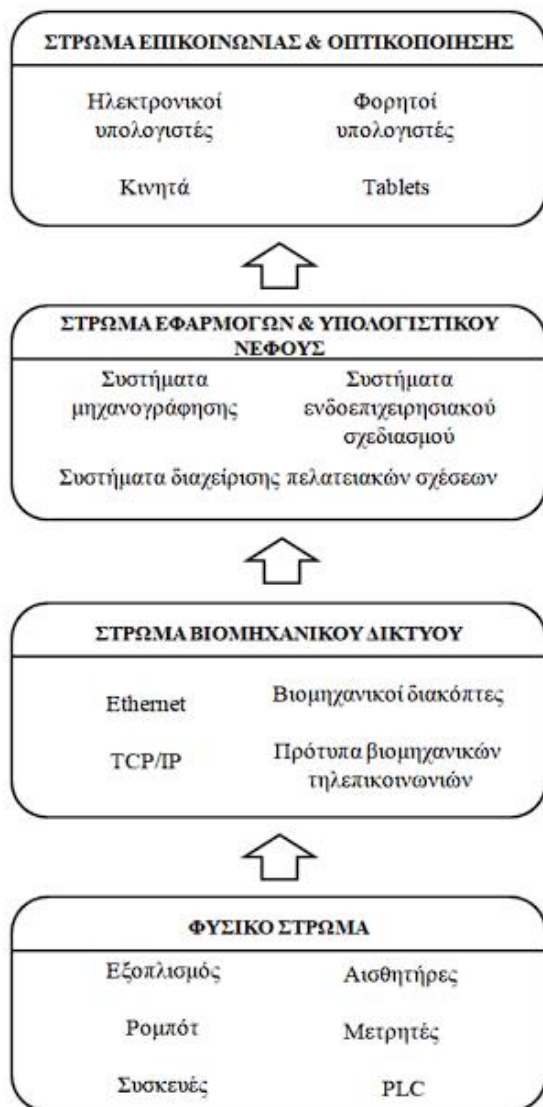 ΣΤΡΩΜΑ ΕΠΙΚΟΙΝΩΝΙΑΣ & ΟΠΤΙΚΟΠΟΙΗΣΗΣ
Ηλεκτρονικοί
υπολογιστές
Φορητοί
υπολογιστές
Κινητά
Tablets
ΣΤΡΩΜΑ ΕΦΑΡΜΟΓΩΝ & ΥΠΟΛΟΓΙΣΤΙΚΟΥ
ΝΕΦΟΥΣ
Συστήματα
μηχανογράφησης
Συστήματα
ενδοεπιχειρησιακού
σχεδιασμού
Συστήματα διαχείρισης πελατειακών σχέσεων
ΣΤΡΩΜΑ ΒΙΟΜΗΧΑΝΙΚΟΥ ΔΙΚΤΥΟΥ
Ethernet
Βιομηχανικοί διακόπτες
TCP/IP
Πρότυπα βιομηχανικών
τηλεπικοινωνιών
ΦΥΣΙΚΟ ΣΤΡΩΜΑ
Εξοπλισμός
Αισθητήρες
Ρομπότ
Μετρητές
Συσκευές
PLC